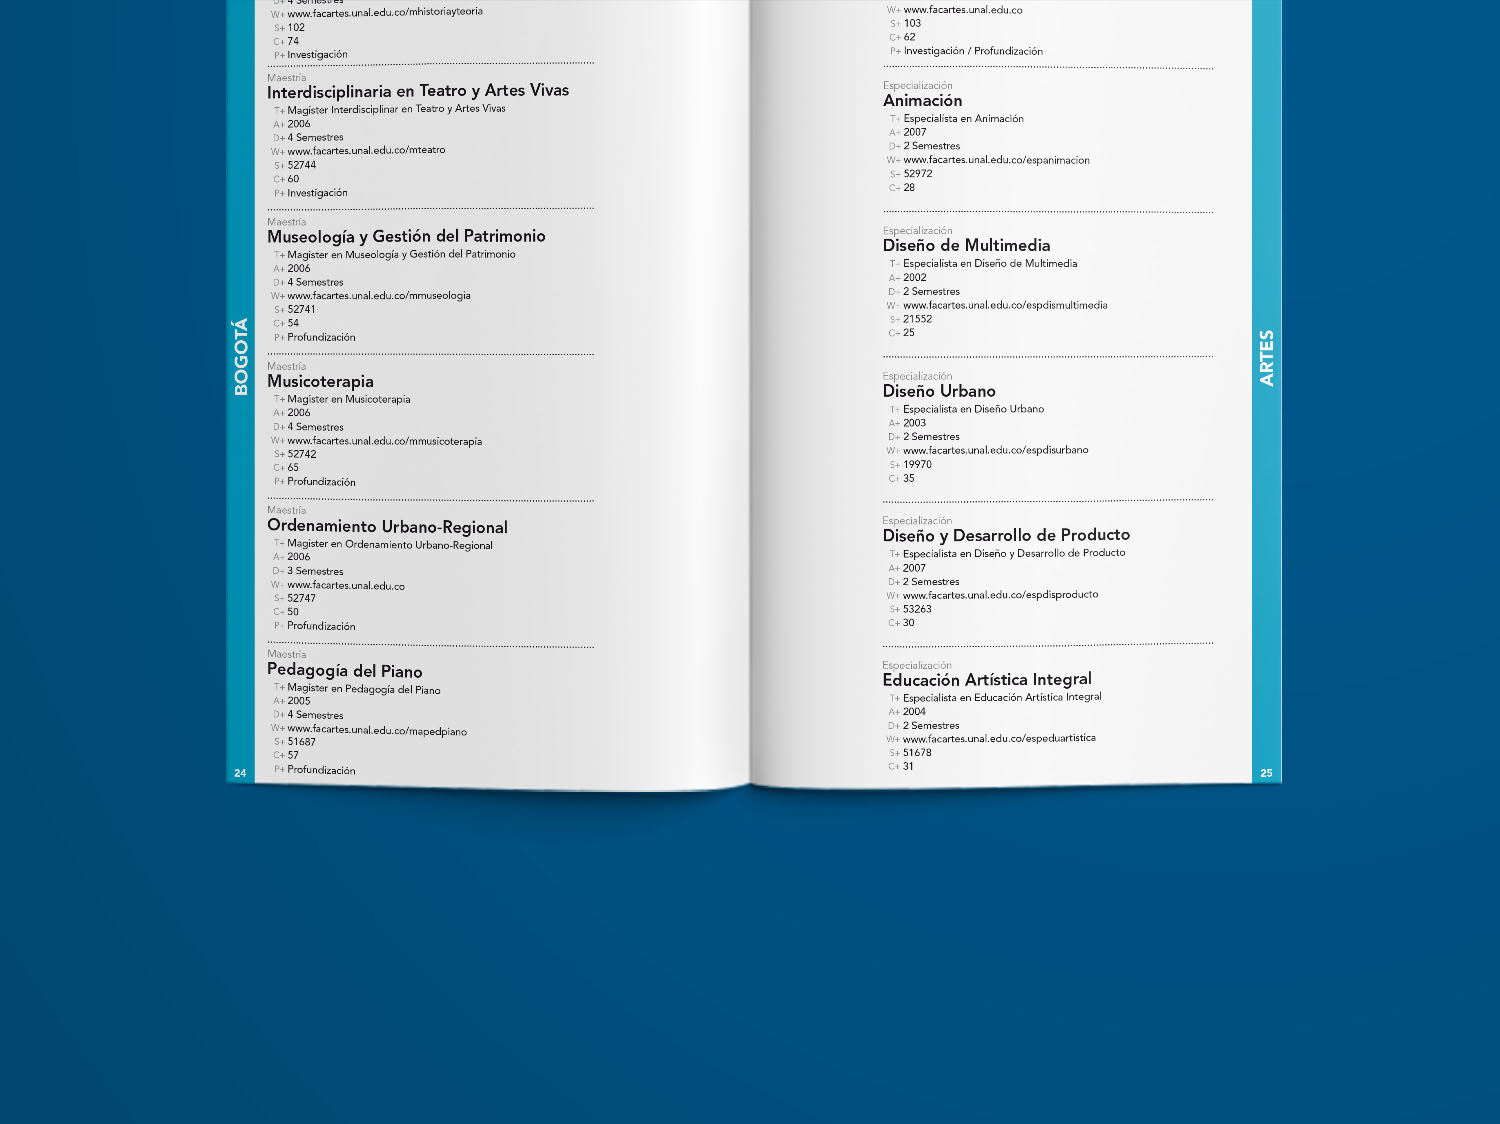 D+ 4 Semestres
W+ www.facartes.unal.edu.co/mhistoriayteoria
S+ 102
C+ 74
P+ Investigación
Maestría
Interdisciplinaria en Teatro y Artes Vivas
T+ Magister Interdisciplinar en Teatro y Artes Vivas
A+ 2006
D+ 4 Semestres
W+ www.facartes.unal.edu.co/mteatro
S+ 52744
C+ 60
P+ Investigación
Maestría
Museología y Gestión del Patrimonio
T+ Magister en Museología y Gestión del Patrimonio
A+ 2006
D+ 4 Semestres
W+ www.facartes.unal.edu.co/mmuseologia
S+ 52741
C+ 54
P+ Profundización
Maestría
Musicoterapia
T+ Magister en Musicoterapia
A+ 2006
D+ 4 Semestres
W+ www.facartes.unal.edu.co/mmusicoterapia
S+ 52742
C+ 65
P+ Profundización
Maestría
Ordenamiento Urbano-Regional
T+ Magister en Ordenamiento Urbano-Regional
A+ 2006
D+ 3 Semestres
W+ www.facartes.unal.edu.co
S+ 52747
C+ 50
P+ Profundización
Maestría
Pedagogía del Piano
T+ Magister en Pedagogía del Piano
A+ 2005
D+ 4 Semestres
W+ www.facartes.unal.edu.co/mapedpiano
S+ 51687
C+ 57
P+ Profundización
BOGOTÁ
24
W+ www.facartes.unal.edu.co
S+ 103
C+ 62
P+ Investigación / Profundización
Especialización
Animación
T+ Especialista en Animación
A+ 2007
D+ 2 Semestres
W+ www.facartes.unal.edu.co/espanimacion
S+ 52972
C+ 28
Especialización
Diseño de Multimedia
T+ Especialista en Diseño de Multimedia
A+ 2002
D+ 2 Semestres
W+ www.facartes.unal.edu.co/espdismultimedia
S+ 21552
C+ 25
Especialización
Diseño Urbano
T+ Especialista en Diseño Urbano
A+ 2003
D+ 2 Semestres
W+ www.facartes.unal.edu.co/espdisurbano
S+ 19970
C+ 35
Especialización
Diseño y Desarrollo de Producto
T+ Especialista en Diseño y Desarrollo de Producto
A+ 2007
D+ 2 Semestres
W+ www.facartes.unal.edu.co/espdisproducto
S+ 53263
C+ 30
Especialización
Educación Artística Integral
T+ Especialista en Educación Artística Integral
A+ 2004
D+ 2 Semestres
W+ www.facartes.unal.edu.co/espeduartistica
S+ 51678
C+ 31
ARTES
25